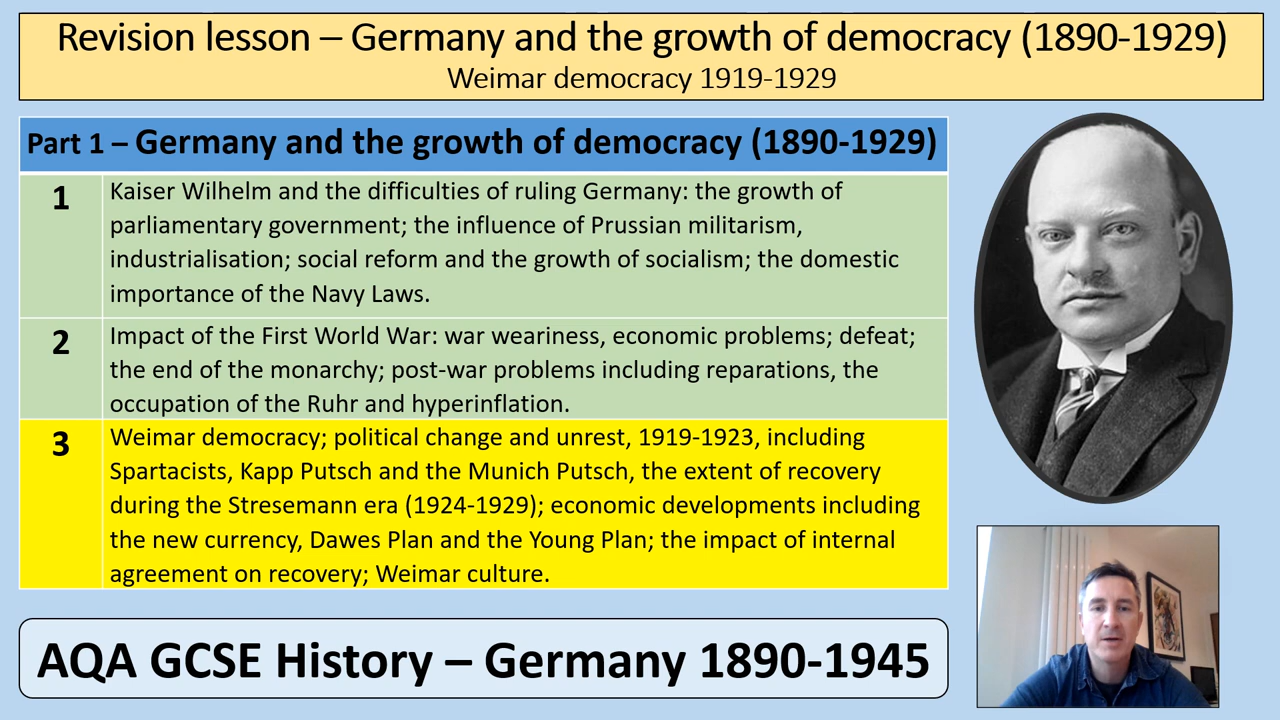 Revision lesson – Germany and the growth of democracy (1890-1929)
Weimar democracy 1919-1929
Part 1 – Germany and the growth of democracy (1890-1929)
1
Kaiser Wilhelm and the difficulties of ruling Germany: the growth of
parliamentary government; the influence of Prussian militarism,
industrialisation; social reform and the growth of socialism; the domestic
importance of the Navy Laws.
2
Impact of the First World War: war weariness, economic problems; defeat;
the end of the monarchy; post-war problems including reparations, the
occupation of the Ruhr and hyperinflation.
3
Weimar democracy; political change and unrest, 1919-1923, including
Spartacists, Kapp Putsch and the Munich Putsch, the extent of recovery
during the Stresemann era (1924-1929); economic developments including
the new currency, Dawes Plan and the Young Plan; the impact of internal
agreement on recovery; Weimar culture.
AQA GCSE History – Germany 1890-1945